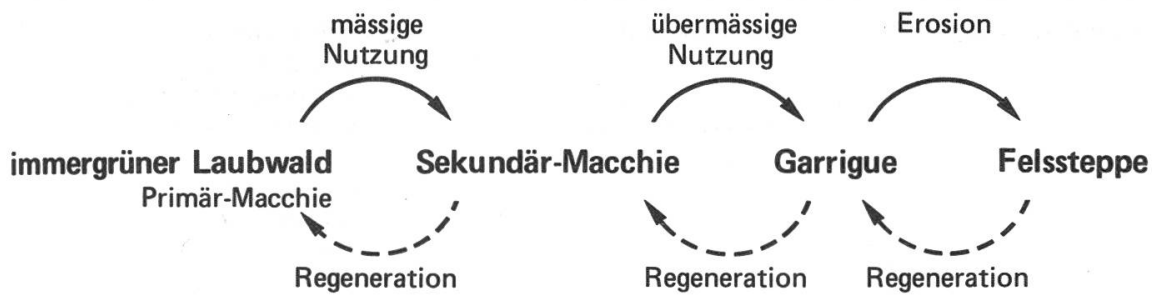 mässige
Nutzung
übermässige
Nutzung
Erosion
immergrüner Laubwald
Primär-Macchie
Sekundär-Macchie
Garrigue
Felssteppe
Regeneration
Regeneration
Regeneration